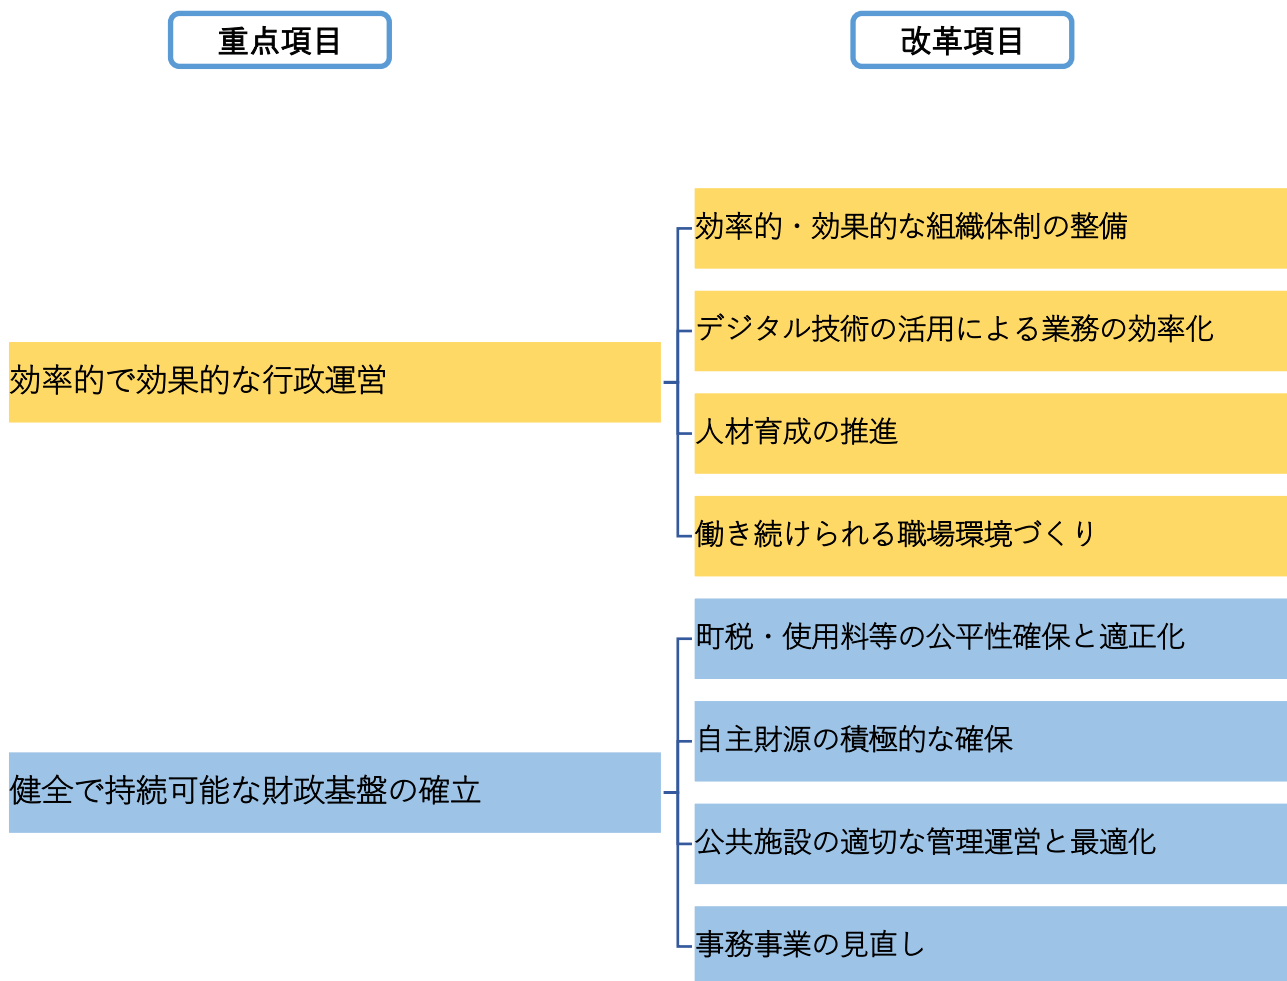 重点項目
改革項目
効率的で効果的な行政運営
効率的・効果的な組織体制の整備
デジタル技術の活用による業務の効率化
人材育成の推進
働き続けられる職場環境づくり
健全で持続可能な財政基盤の確立
町税・使用料等の公平性確保と適正化
自主財源の積極的な確保
公共施設の適切な管理運営と最適化
事務事業の見直し